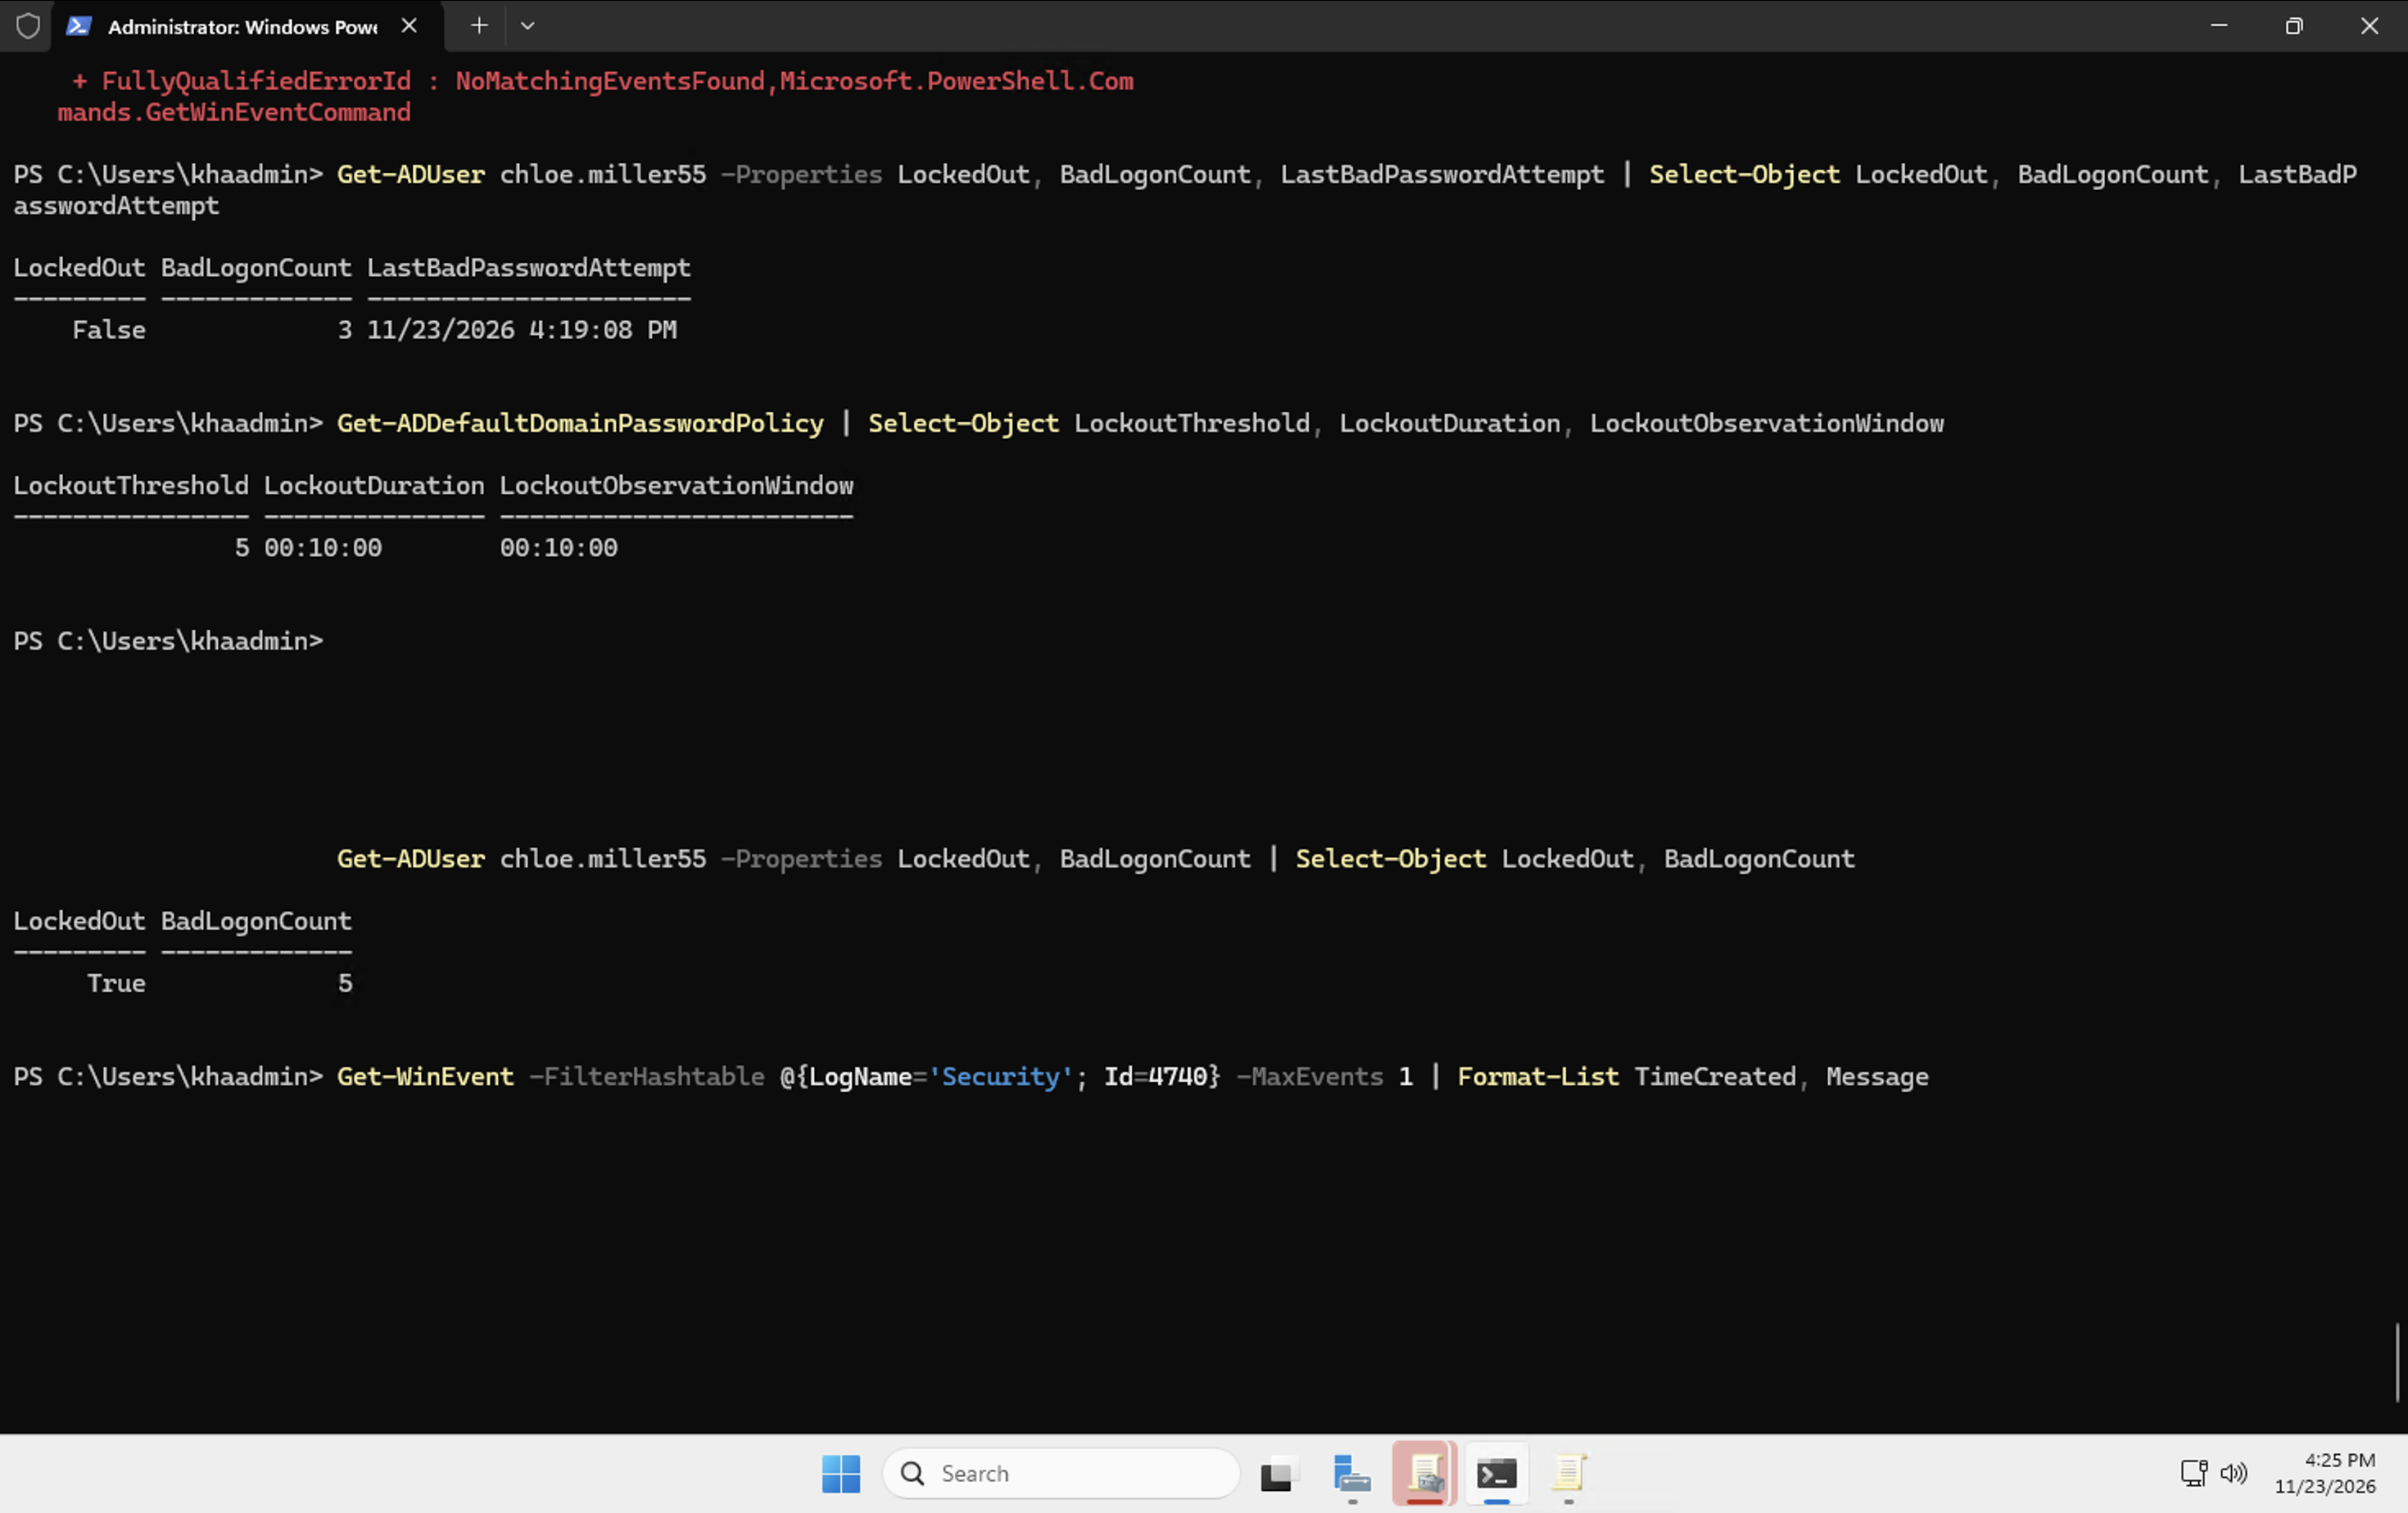 Administrator: Windows Powe
+ FullyQualifiedErrorId : NoMatchingEventsFound,Microsoft.PowerShell.Com
mands.GetWinEventCommand
PS C:\Users\khaadmin> Get-ADUser chloe.miller55 -Properties LockedOut, BadLogonCount, LastBadPasswordAttempt | Select-Object LockedOut, BadLogonCount, LastBadP
asswordAttempt
LockedOut BadLogonCount LastBadPasswordAttempt
--------- ------------- ----------------------
False 3 11/23/2026 4:19:08 PM
PS C:\Users\khaadmin> Get-ADDefaultDomainPasswordPolicy | Select-Object LockoutThreshold, LockoutDuration, LockoutObservationWindow
LockoutThreshold LockoutDuration LockoutObservationWindow
---------------- --------------- ------------------------
5 00:10:00 00:10:00
PS C:\Users\khaadmin>
Get-ADUser chloe.miller55 -Properties LockedOut, BadLogonCount | Select-Object LockedOut, BadLogonCount
LockedOut BadLogonCount
--------- -------------
True 5
PS C:\Users\khaadmin> Get-WinEvent -FilterHashtable @{LogName='Security'; Id=4740} -MaxEvents 1 | Format-List TimeCreated, Message
Search
4:25 PM
11/23/2026